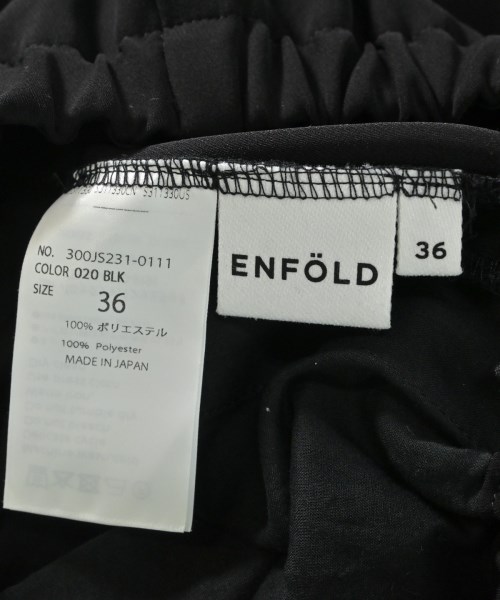 NO. 300JS231-0111
COLOR 020 BLK
SIZE 36
100% ポリエステル
100% Polyester
MADE IN JAPAN
ENFÖLD
36